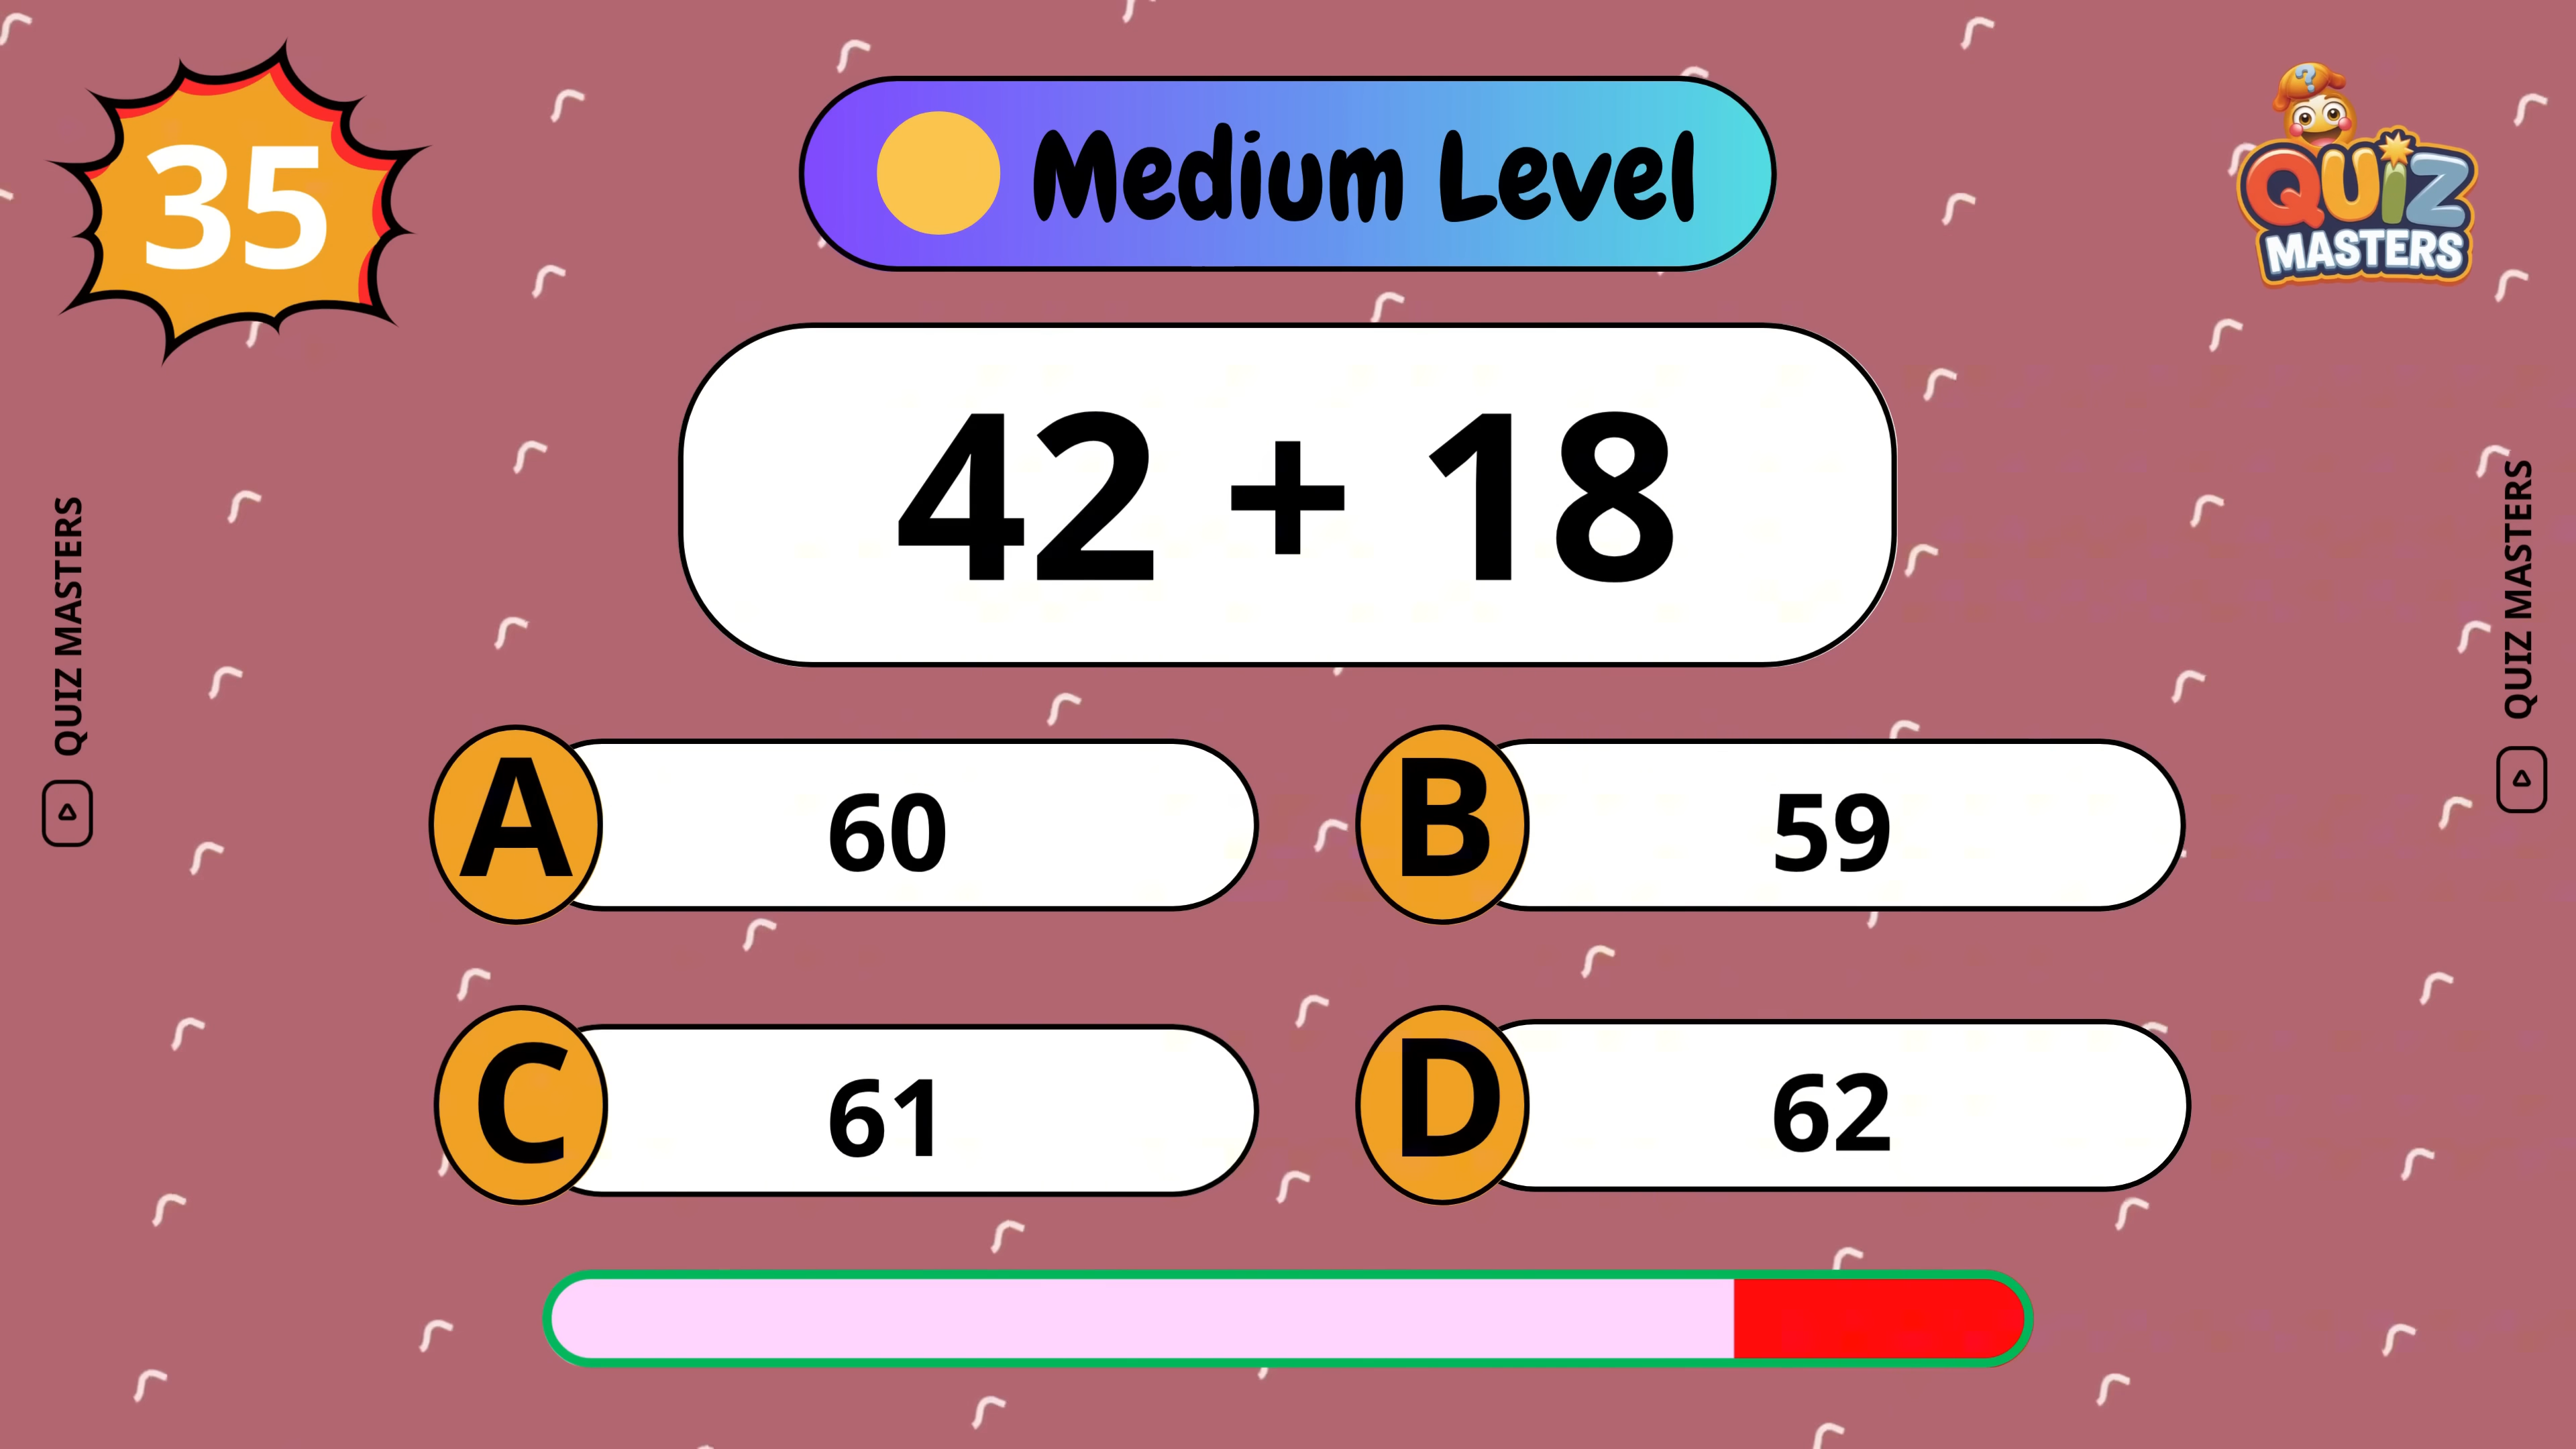 35
Medium Level
?
QUIZ
MASTERS
42 + 18
QUIZ MASTERS
QUIZ MASTERS
A
60
B
59
C
61
D
62